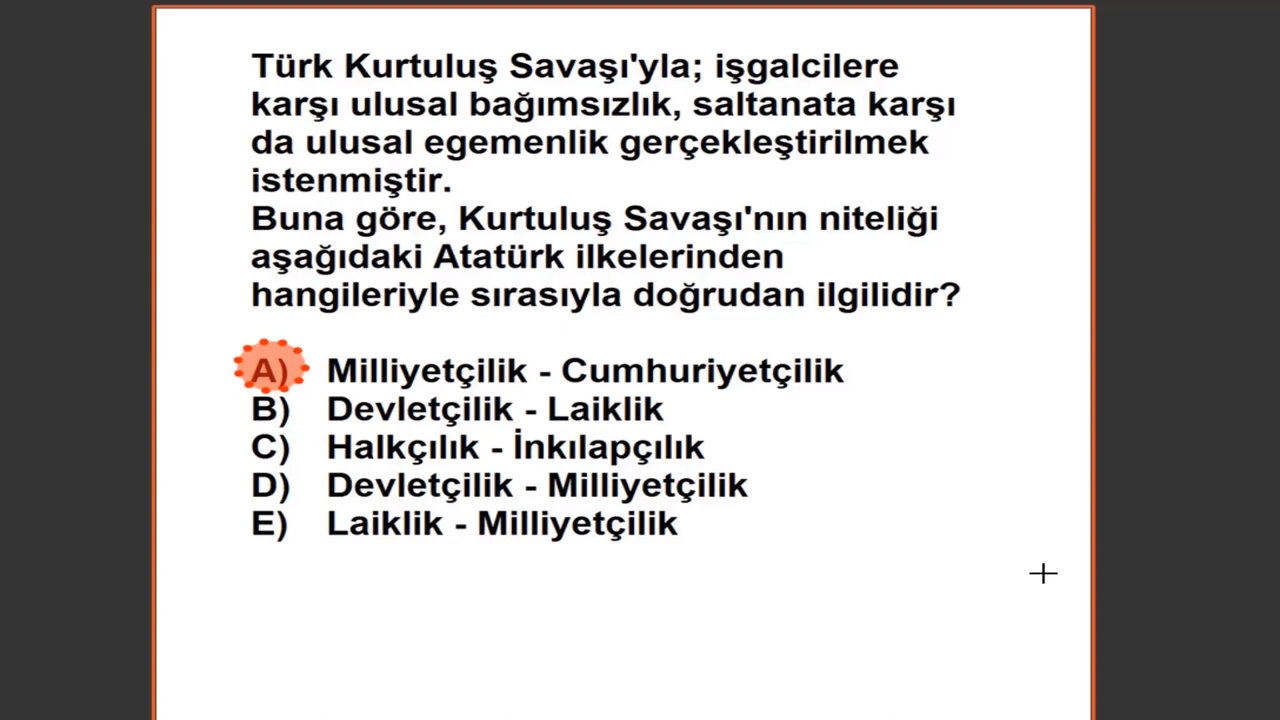 Türk Kurtuluş Savaşı'yla; işgalcilere
karşı ulusal bağımsızlık, saltanata karşı
da ulusal egemenlik gerçekleştirilmek
istenmiştir.
Buna göre, Kurtuluş Savaşı'nın niteliği
aşağıdaki Atatürk ilkelerinden
hangileriyle sırasıyla doğrudan ilgilidir?
A) Milliyetçilik - Cumhuriyetçilik
B) Devletçilik - Laiklik
C) Halkçılık - İnkılapçılık
D) Devletçilik - Milliyetçilik
E) Laiklik - Milliyetçilik